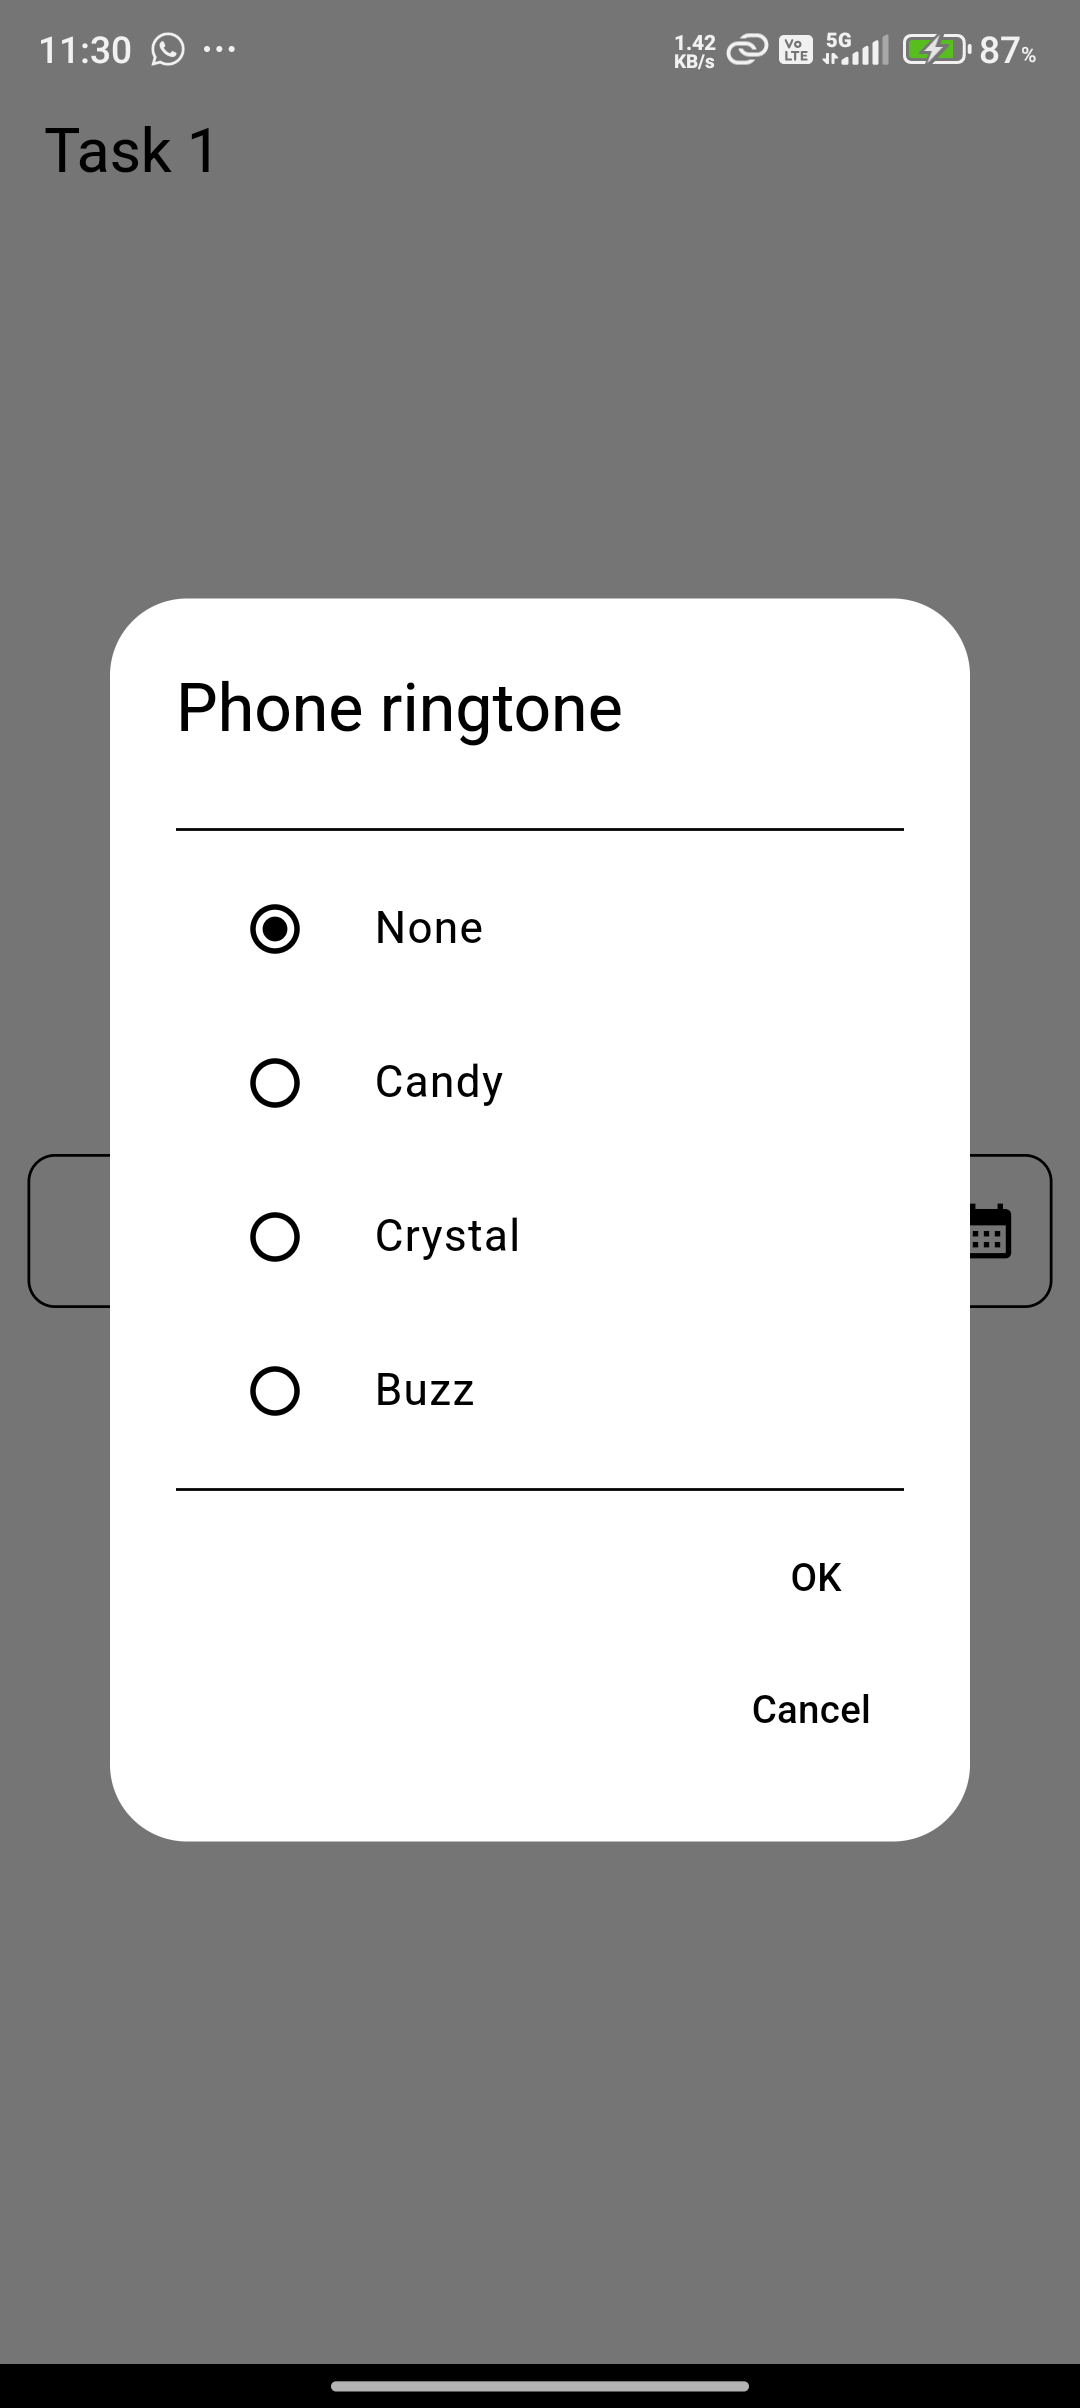 11:30 ... 1.42 KB/s Vo LTE 5G 87%
Task 1
Phone ringtone
None
Candy
Crystal
Buzz
OK
Cancel